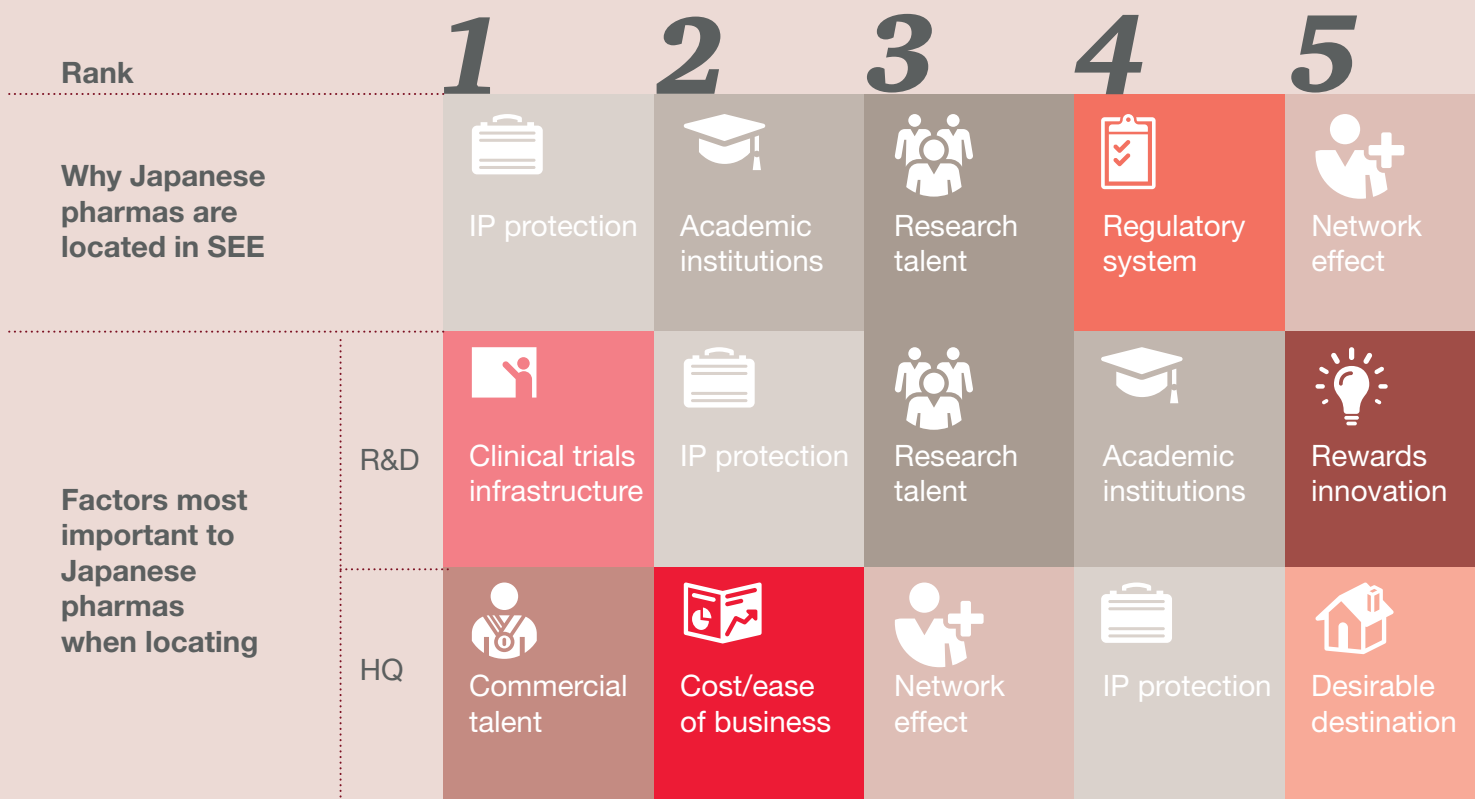 Rank
1
2
3
4
5
Why Japanese
pharmas are
located in SEE
IP protection
Academic
institutions
Research
talent
Regulatory
system
Network
effect
Factors most
important to
Japanese
pharmas
when locating
R&D
Clinical trials
infrastructure
IP protection
Research
talent
Academic
institutions
Rewards
innovation
HQ
Commercial
talent
Cost/ease
of business
Network
effect
IP protection
Desirable
destination